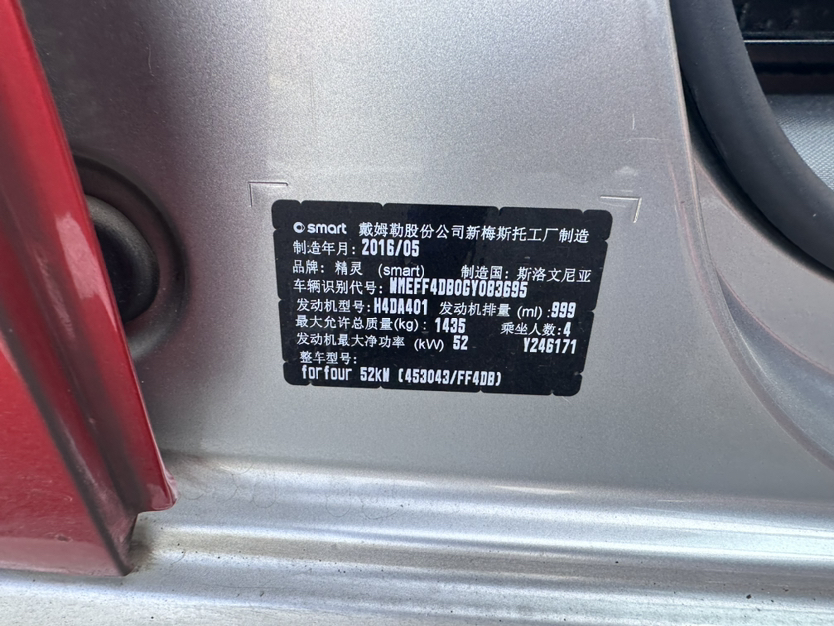 smart 戴姆勒股份公司新梅斯托工厂制造
制造年月: 2016/05
品牌: 精灵 (smart) 制造国: 斯洛文尼亚
车辆识别代号: WMEFF4DB0GY083695
发动机型号: H4DA401 发动机排量 (ml) :999
最大允许总质量(kg): 1435 乘坐人数:4
发动机最大净功率 (kW) 52 Y246171
整车型号:
forfour 52kW (453043/FF4DB)